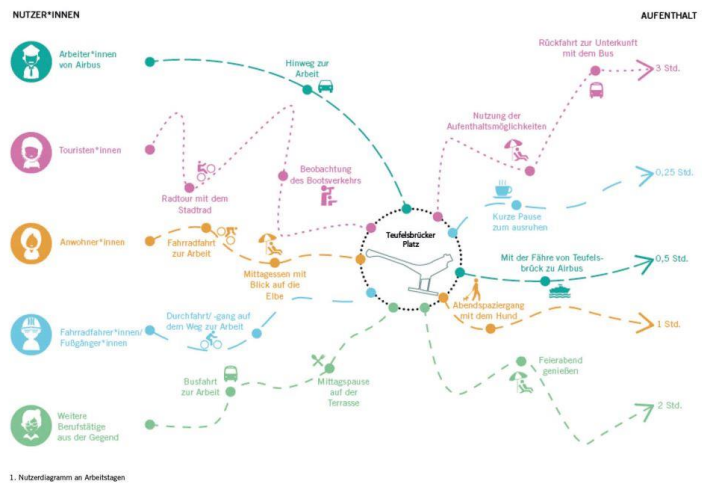 NUTZER*INNEN
AUFENTHALT
Arbeiter*innen
von Airbus
Hinweg zur
Arbeit
Rückfahrt zur Unterkunft
mit dem Bus
3 Std.
Touristen*innen
Radtour mit dem
Stadtrad
Beobachtung
des Bootsverkehrs
Nutzung der
Aufenthaltsmöglichkeiten
0,25 Std.
Kurze Pause
zum ausruhen
Anwohner*innen
Fahrradfahrt
zur Arbeit
Mittagessen mit
Blick auf die
Elbe
Teufelsbrücker
Platz
Mit der Fähre von Teufels-
brück zu Airbus
0,5 Std.
Abendspaziergang
mit dem Hund
1 Std.
Fahrradfahrer*innen/
Fußgänger*innen
Durchfahrt/ -gang auf
dem Weg zur Arbeit
Busfahrt
zur Arbeit
Mittagspause
auf der
Terrasse
Feierabend
genießen
2 Std.
Weitere
Berufstätige
aus der Gegend
1. Nutzerdiagramm an Arbeitstagen